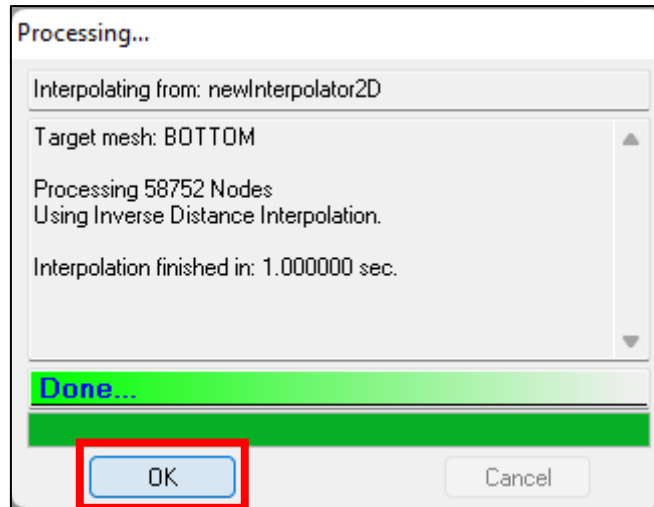 Processing...
Interpolating from: newInterpolator2D
Target mesh: BOTTOM
Processing 58752 Nodes
Using Inverse Distance Interpolation.
Interpolation finished in: 1.000000 sec.
Done...
OK
Cancel